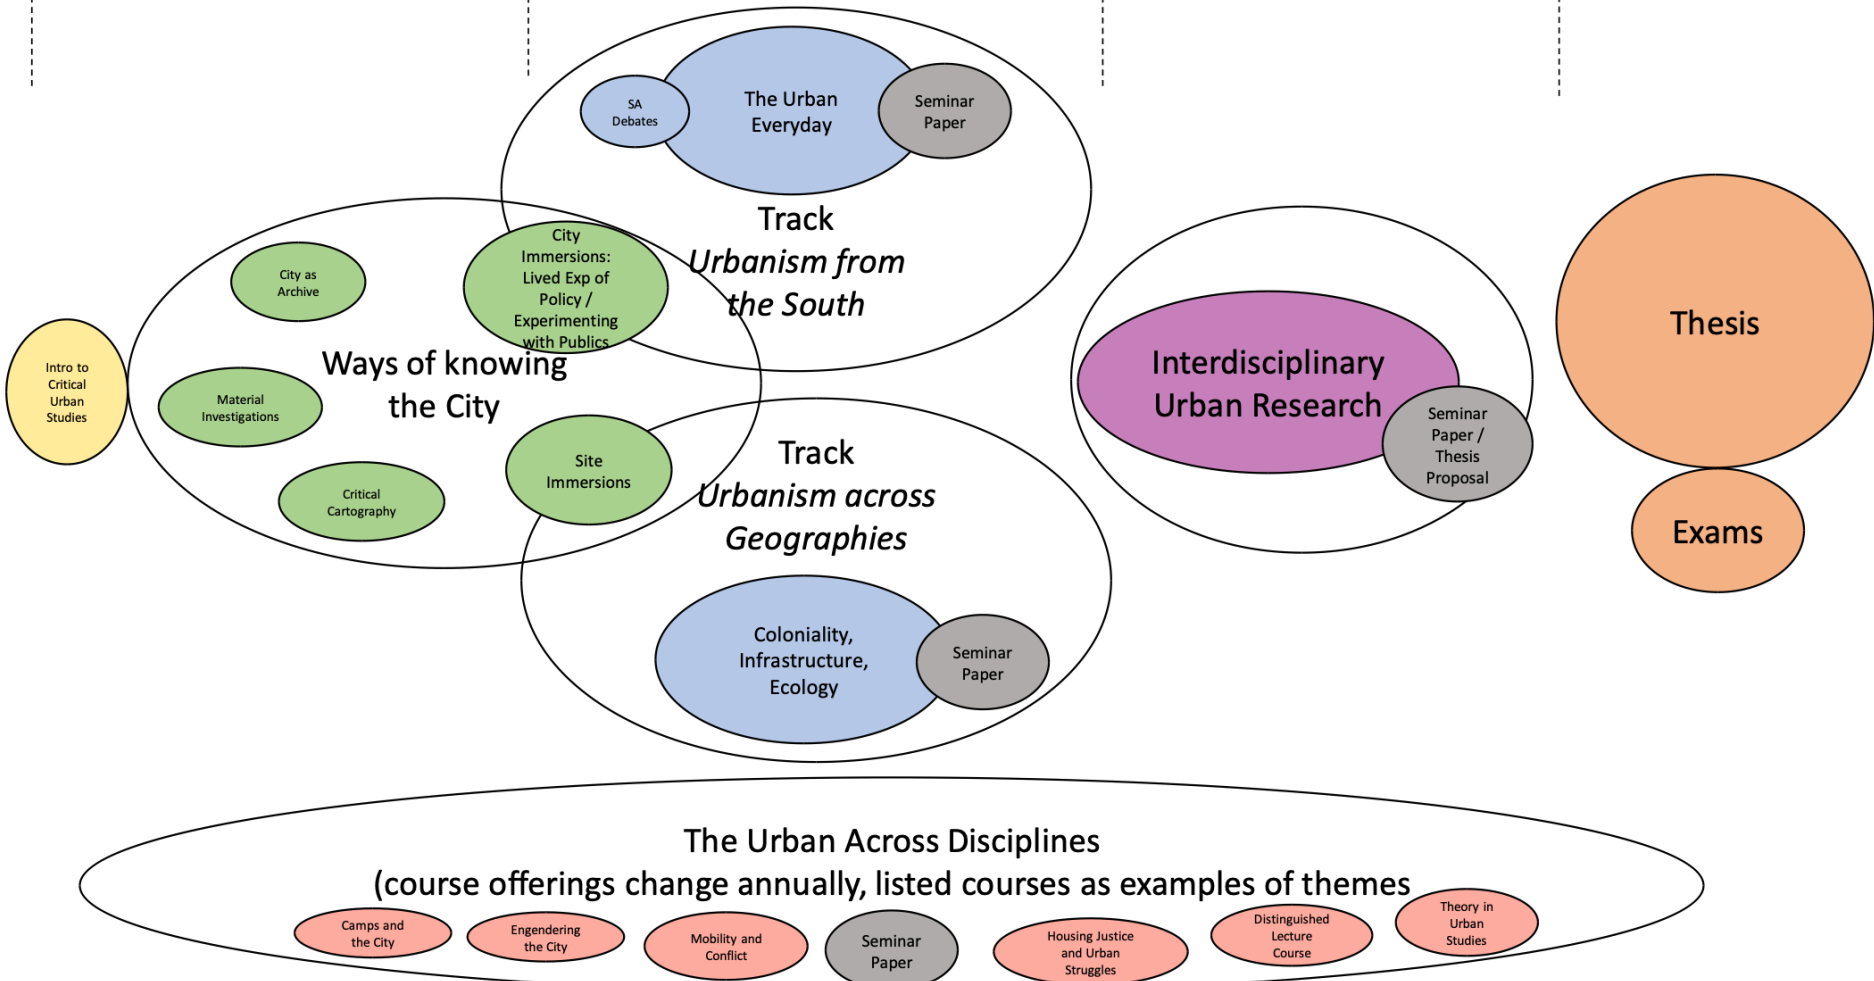 SA
Debates
The Urban
Everyday
Seminar
Paper
Track
Urbanism from
the South
City
Immersions:
Lived Exp of
Policy /
Experimenting
with Publics
City as
Archive
Ways of knowing
the City
Intro to
Critical
Urban
Studies
Material
Investigations
Critical
Cartography
Site
Immersions
Track
Urbanism across
Geographies
Coloniality,
Infrastructure,
Ecology
Seminar
Paper
Interdisciplinary
Urban Research
Seminar
Paper /
Thesis
Proposal
Thesis
Exams
The Urban Across Disciplines
(course offerings change annually, listed courses as examples of themes
Camps and
the City
Engendering
the City
Mobility and
Conflict
Seminar
Paper
Housing Justice
and Urban
Struggles
Distinguished
Lecture
Course
Theory in
Urban
Studies